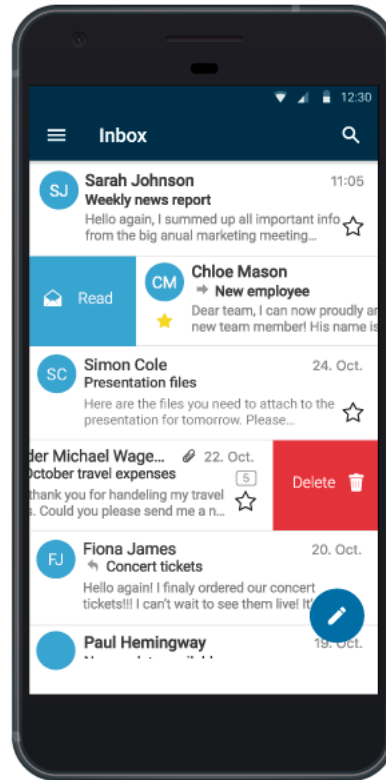 12:30
Inbox
SJ
Sarah Johnson 11:05
Weekly news report
Hello again, I summed up all important info
from the big anual marketing meeting...
Read
CM
Chloe Mason
New employee
Dear team, I can now proudly
new team member! His name is
SC
Simon Cole 24. Oct.
Presentation files
Here are the files you need to attach to the
presentation for tomorrow. Please...
der Michael Wage... 22. Oct.
October travel expenses 5
thank you for handeling my travel
s. Could you please send me a n...
Delete
FJ
Fiona James 20. Oct.
Concert tickets
Hello again! I finaly ordered our concert
tickets!!! I can't wait to see them live!
Paul Hemingway 19. Oct.